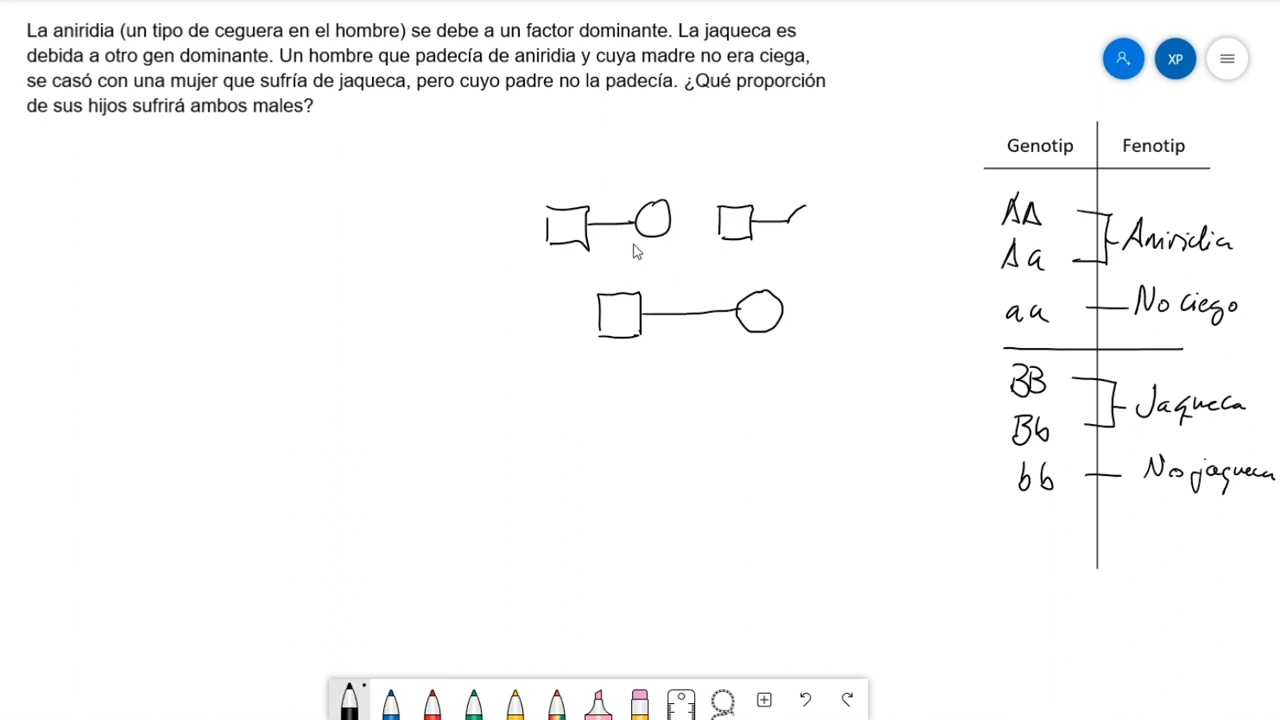 La aniridia (un tipo de ceguera en el hombre) se debe a un factor dominante. La jaqueca es
debida a otro gen dominante. Un hombre que padecía de aniridia y cuya madre no era ciega,
se casó con una mujer que sufría de jaqueca, pero cuyo padre no la padecía. ¿Qué proporción
de sus hijos sufrirá ambos males?
XP
Genotip Fenotip
AA
Aniridia
Aa
aa No ciego
BB
Jaqueca
Bb
bb No jaqueca